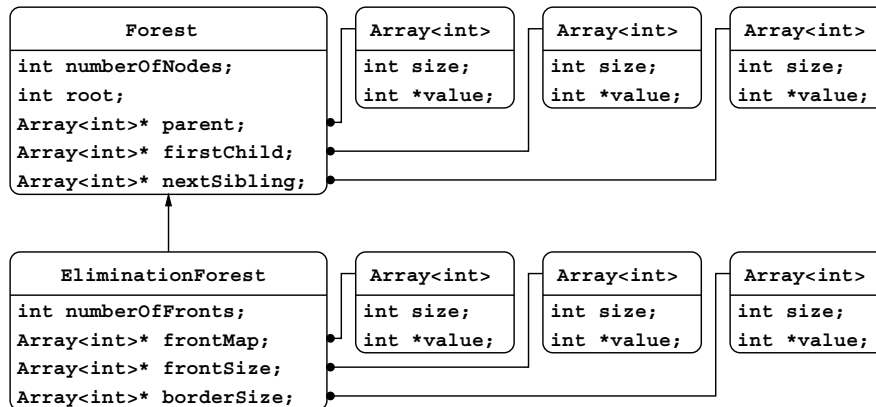 Forest
int numberOfNodes;
int root;
Array<int>* parent;
Array<int>* firstChild;
Array<int>* nextSibling;
Array<int>
int size;
int *value;
Array<int>
int size;
int *value;
Array<int>
int size;
int *value;
EliminationForest
int numberOfFronts;
Array<int>* frontMap;
Array<int>* frontSize;
Array<int>* borderSize;
Array<int>
int size;
int *value;
Array<int>
int size;
int *value;
Array<int>
int size;
int *value;